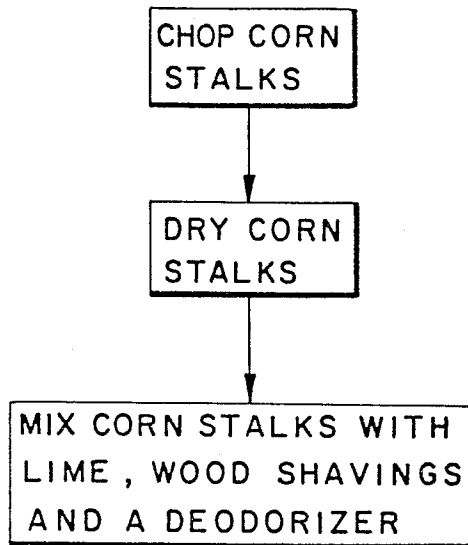 CHOP CORN
STALKS
DRY CORN
STALKS
MIX CORN STALKS WITH
LIME, WOOD SHAVINGS
AND A DEODORIZER